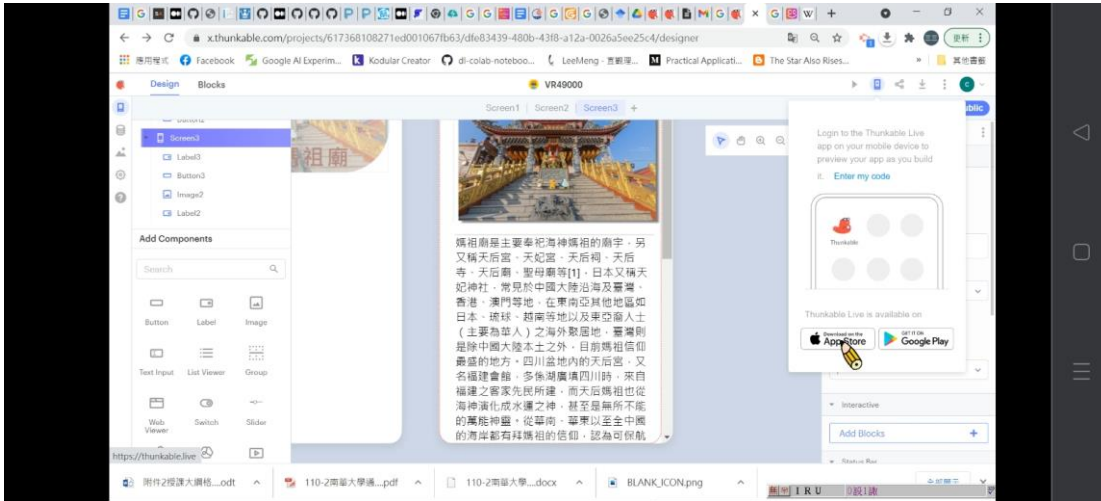 x.thunkable.com/projects/617368108271ed001067fb63/dfe83439-480b-43f8-a12a-0026a5ee25c4/designer
更新
應用程式
Facebook
Google AI Experim...
Kodular Creator
dl-colab-noteboo...
Practical Applicati...
The Star Also Rises...
»
其他書籤
Design
Blocks
VR49000
Screen1
Screen2
Screen3
+
Screen3
Label3
Button3
Image2
Label2
Add Components
Search
Button
Label
Image
Text Input
List Viewer
Group
Web Viewer
Switch
Slider
祖廟
媽祖廟是主要奉祀海神媽祖的廟宇，另
又稱天后宮、天妃宮、天后祠、天后
寺、天后廟、聖母廟等[1]，日本又稱天
妃神社，常見於中國大陸沿海及臺灣、
香港、澳門等地，在東南亞其他地區如
日本、琉球、越南等地以及東亞裔人士
（主要為華人）之海外聚居地，臺灣則
是除中國大陸本土之外，目前媽祖信仰
最盛的地方。四川盆地內的天后宮，又
名福建會館，多係湖廣填四川時，來自
福建之客家先民所建，而天后媽祖也從
海神演化成水運之神，甚至是無所不能
的萬能神靈。從華南、華東以至全中國
的海岸都有拜媽祖的信仰，認為可保航
Login to the Thunkable Live
app on your mobile device to
preview your app as you build
it. Enter my code
Thunkable
Thunkable Live is available on
Download on the
App Store
GET IT ON
Google Play
Interactive
Add Blocks
+
Status Bar
https://thunkable.live
附件2授課大綱格....odt
110-2南華大學通....pdf
110-2南華大學....docx
BLANK_ICON.png
全部顯示